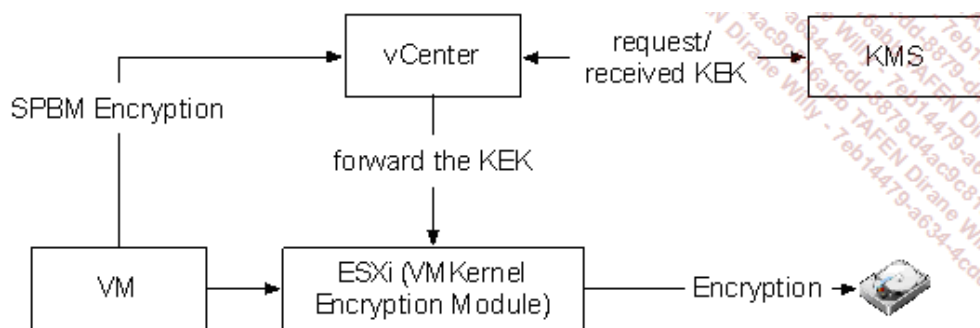 vCenter
request/
received KEK
KMS
SPBM Encryption
forward the KEK
VM
ESXi (VMKernel
Encryption Module)
Encryption